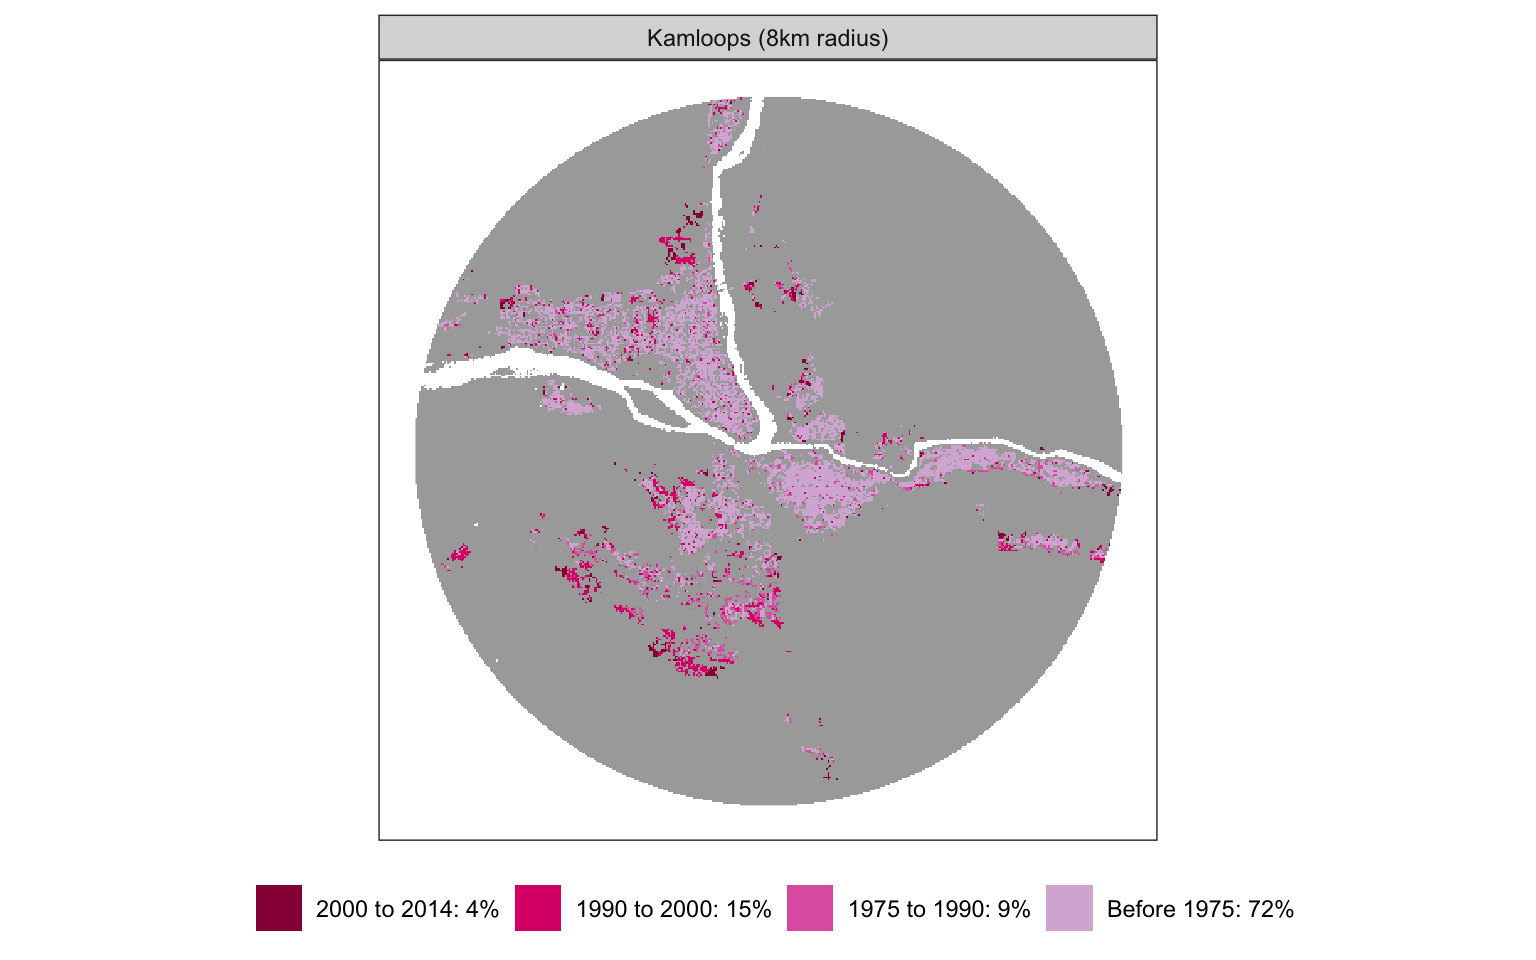 Kamloops (8km radius)
2000 to 2014: 4% 1990 to 2000: 15% 1975 to 1990: 9% Before 1975: 72%